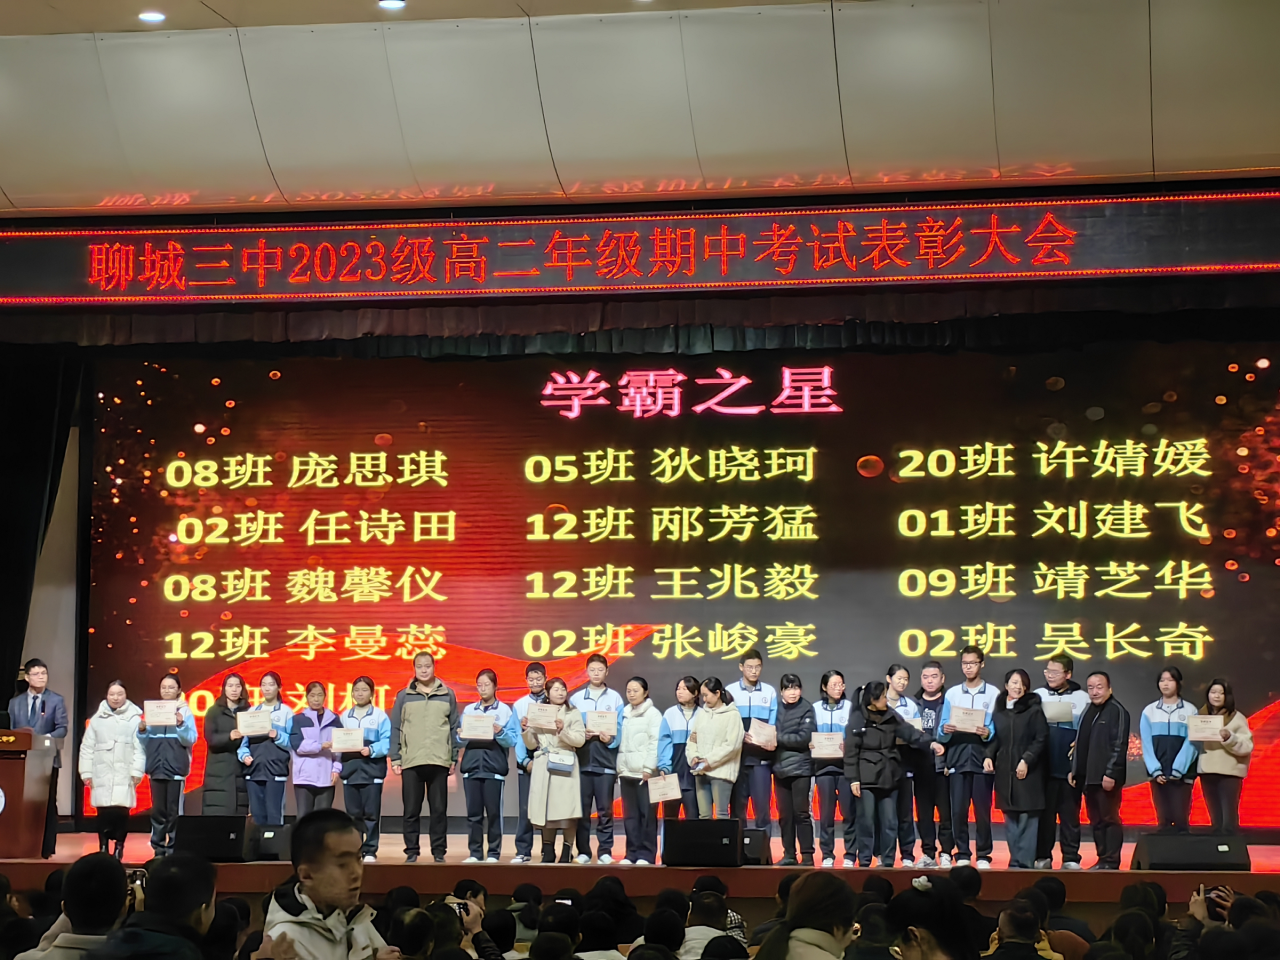 聊城三中2023级高二年级期中考试表彰大会
学霸之星
08班 庞思琪 05班 狄晓珂 20班 许婧媛
02班 任诗田 12班 邴芳猛 01班 刘建飞
08班 魏馨仪 12班 王兆毅 09班 靖芝华
12班 李曼蕊 02班 张峻豪 02班 吴长奇